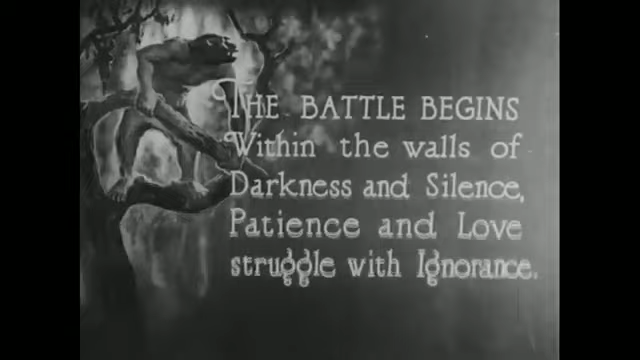 THE BATTLE BEGINS
Within the walls of
Darkness and Silence,
Patience and Love
struggle with Ignorance.